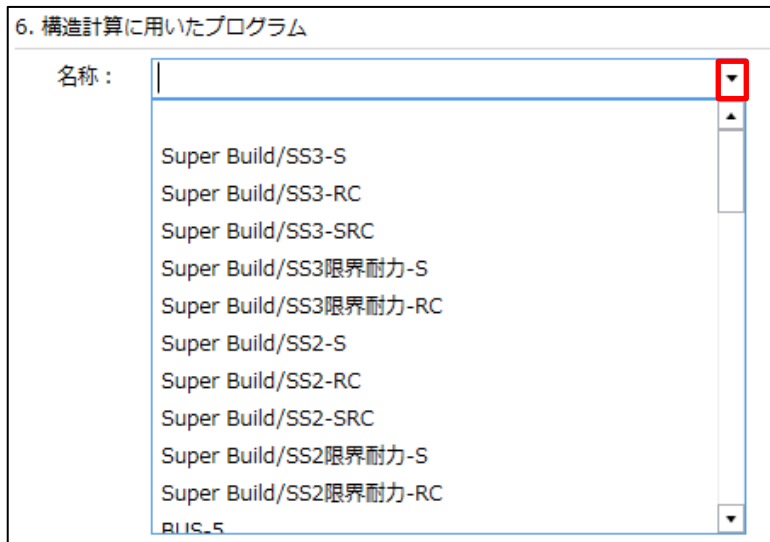 6. 構造計算に用いたプログラム
名称：
Super Build/SS3-S
Super Build/SS3-RC
Super Build/SS3-SRC
Super Build/SS3限界耐力-S
Super Build/SS3限界耐力-RC
Super Build/SS2-S
Super Build/SS2-RC
Super Build/SS2-SRC
Super Build/SS2限界耐力-S
Super Build/SS2限界耐力-RC
BUS-5